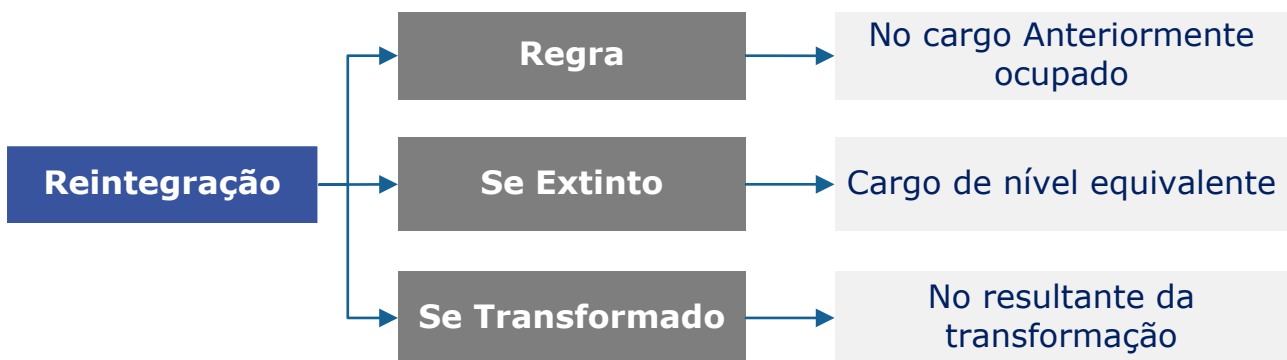 Reintegração
Regra
No cargo Anteriormente
ocupado
Se Extinto
Cargo de nível equivalente
Se Transformado
No resultante da
transformação